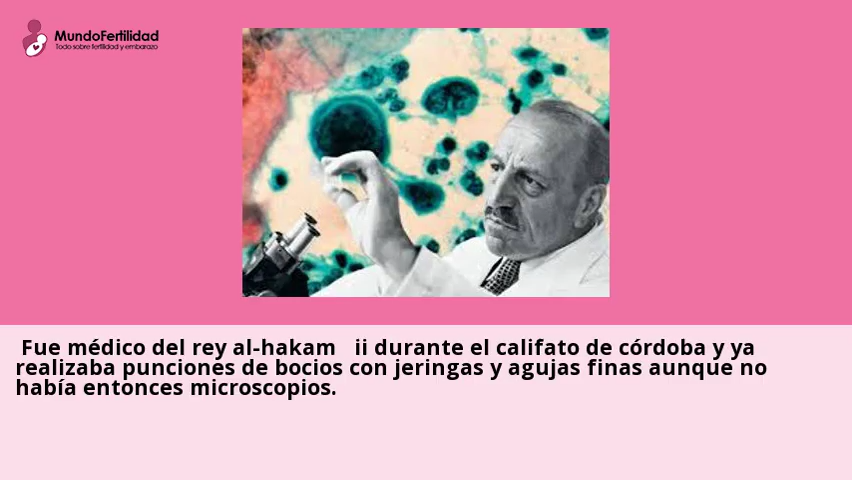 MundoFertilidad
Todo sobre fertilidad y embarazo
Fue médico del rey al-hakam ii durante el califato de córdoba y ya
realizaba punciones de bocios con jeringas y agujas finas aunque no
había entonces microscopios.